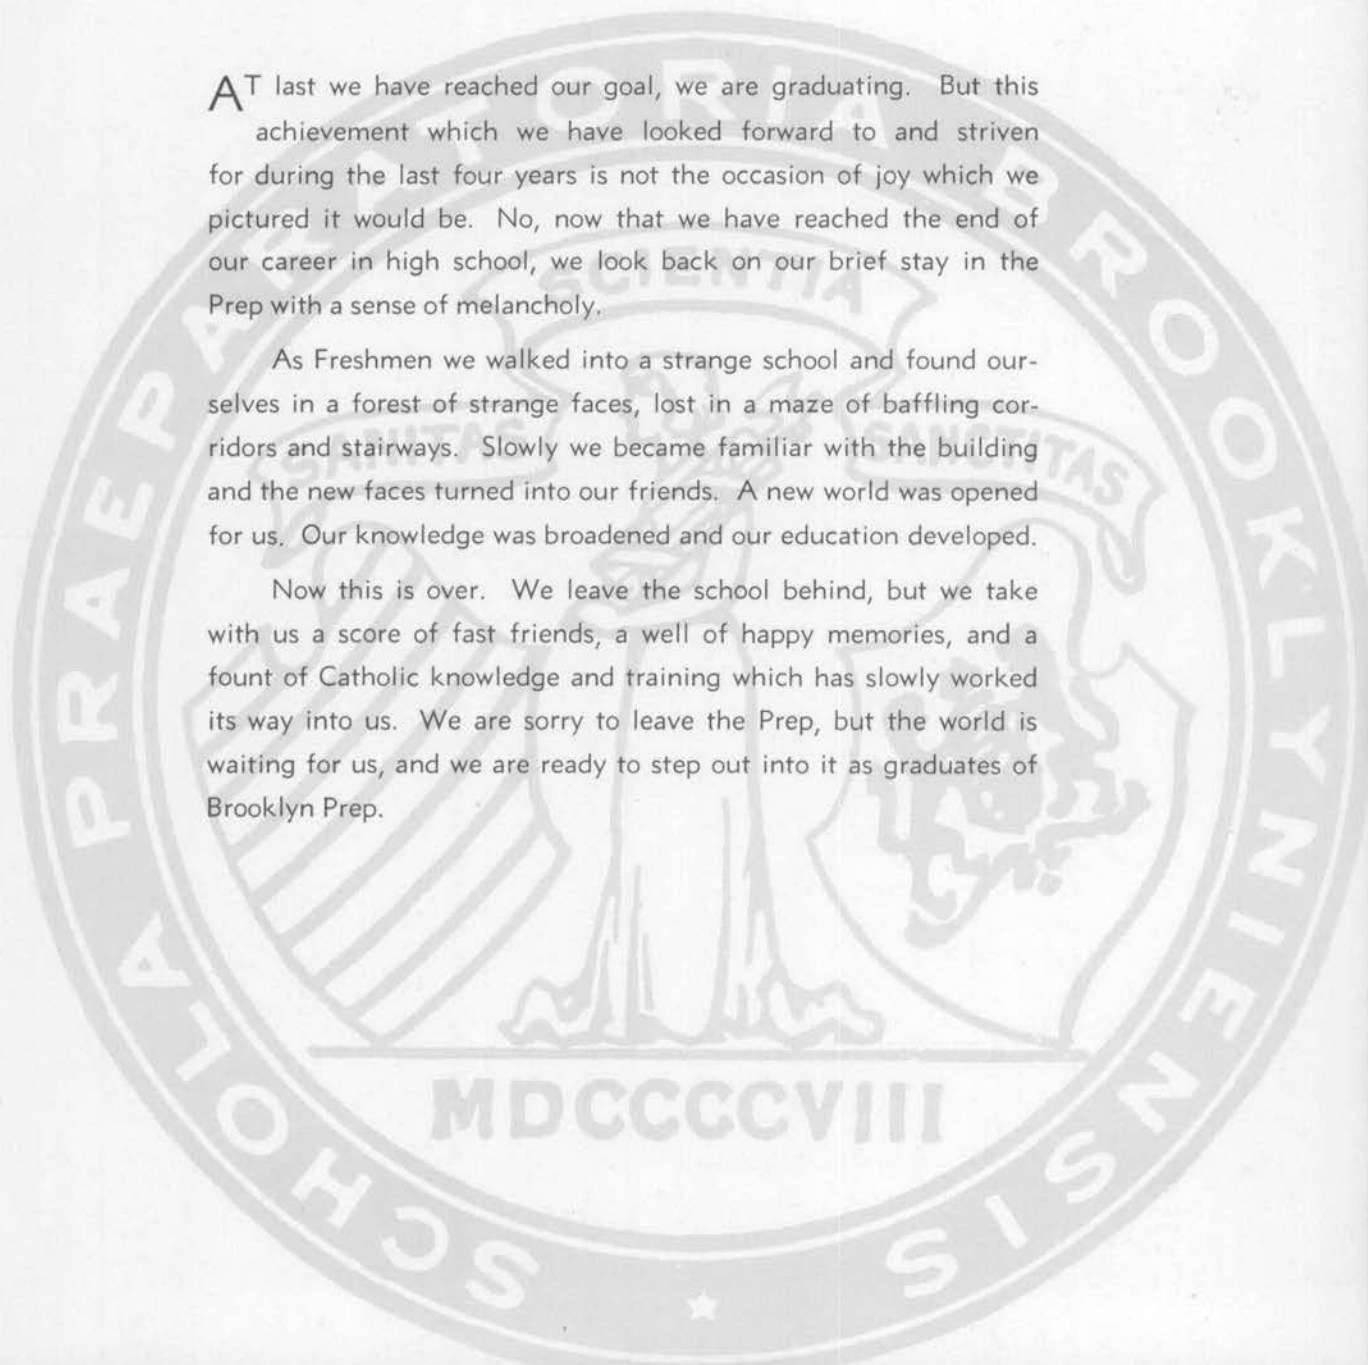 AT last we have reached our goal, we are graduating. But this
achievement which we have looked forward to and striven
for during the last four years is not the occasion of joy which we
pictured it would be. No, now that we have reached the end of
our career in high school, we look back on our brief stay in the
Prep with a sense of melancholy.
As Freshmen we walked into a strange school and found our-
selves in a forest of strange faces, lost in a maze of baffling cor-
ridors and stairways. Slowly we became familiar with the building
and the new faces turned into our friends. A new world was opened
for us. Our knowledge was broadened and our education developed.
Now this is over. We leave the school behind, but we take
with us a score of fast friends, a well of happy memories, and a
fount of Catholic knowledge and training which has slowly worked
its way into us. We are sorry to leave the Prep, but the world is
waiting for us, and we are ready to step out into it as graduates of
Brooklyn Prep.
SCHOLA PRAEPARATORIA BROOKLYNIENSIS
SCIENTIA
SANITAS
SANCTITAS
MDCCCCVIII